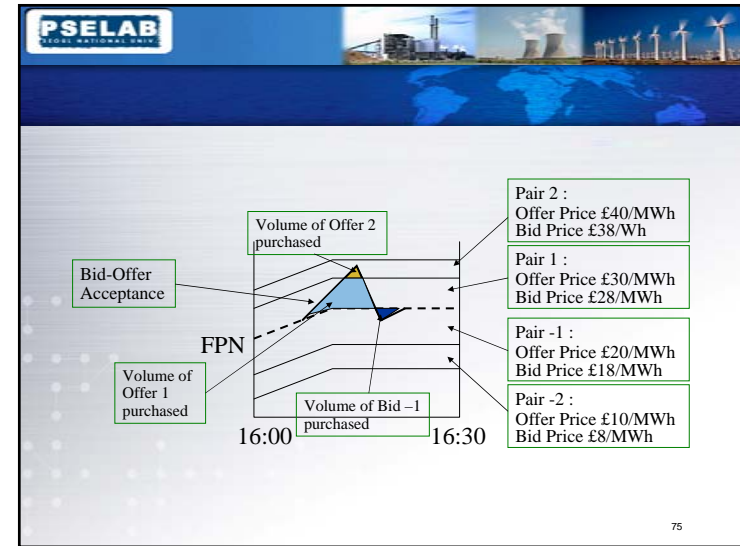 PSELAB
SEOUL NATIONAL UNIV.
Pair 2 :
Offer Price £40/MWh
Bid Price £38/Wh
Volume of Offer 2
purchased
Pair 1 :
Offer Price £30/MWh
Bid Price £28/MWh
Bid-Offer
Acceptance
FPN
Pair -1 :
Offer Price £20/MWh
Bid Price £18/MWh
Volume of
Offer 1
purchased
Volume of Bid –1
purchased
Pair -2 :
Offer Price £10/MWh
Bid Price £8/MWh
16:00
16:30
75